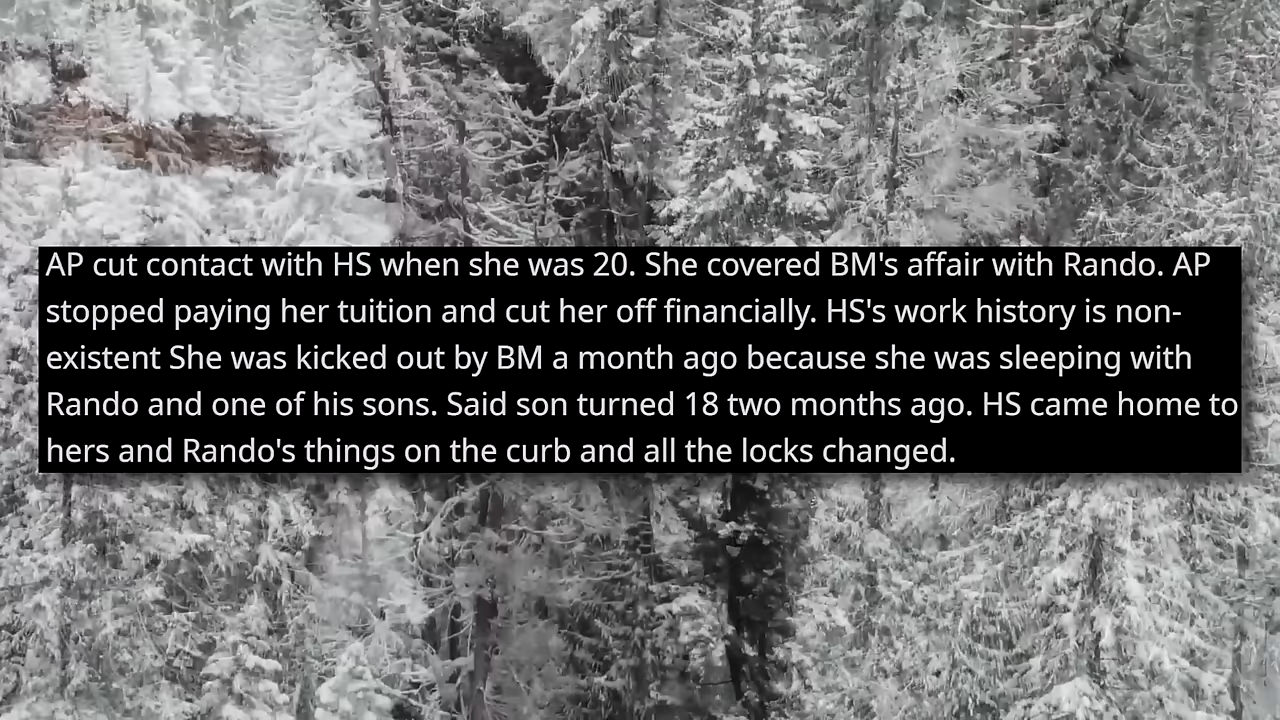 AP cut contact with HS when she was 20. She covered BM's affair with Rando. AP
stopped paying her tuition and cut her off financially. HS's work history is non-
existent She was kicked out by BM a month ago because she was sleeping with
Rando and one of his sons. Said son turned 18 two months ago. HS came home to
hers and Rando's things on the curb and all the locks changed.